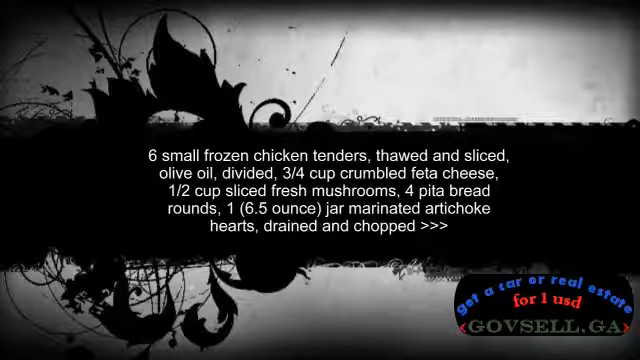 6 small frozen chicken tenders, thawed and sliced,
olive oil, divided, 3/4 cup crumbled feta cheese,
1/2 cup sliced fresh mushrooms, 4 pita bread
rounds, 1 (6.5 ounce) jar marinated artichoke
hearts, drained and chopped >>>
get a car or real estate
for 1 usd
<GOVSELL.GA>